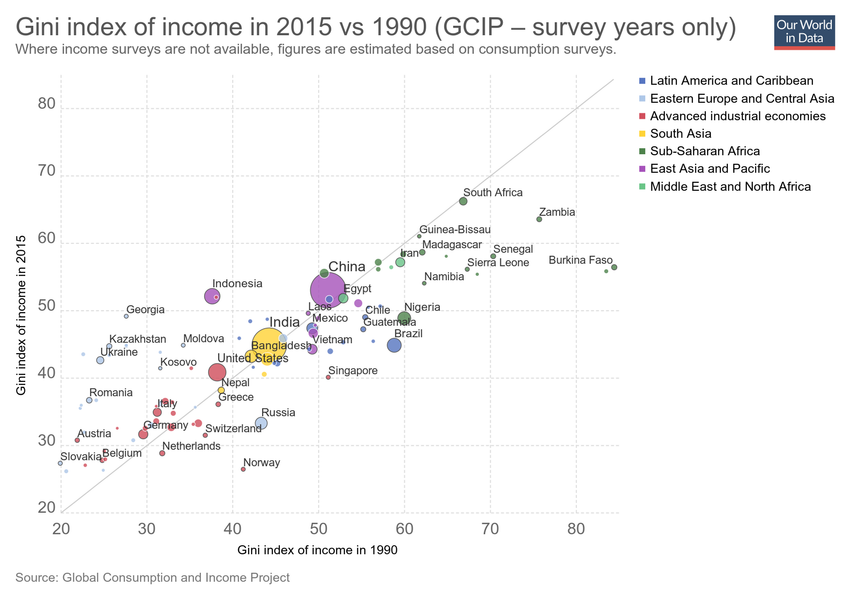 Gini index of income in 2015 vs 1990 (GCIP – survey years only)
Where income surveys are not available, figures are estimated based on consumption surveys.
Our World
in Data
Latin America and Caribbean
Eastern Europe and Central Asia
Advanced industrial economies
South Asia
Sub-Saharan Africa
East Asia and Pacific
Middle East and North Africa
Gini index of income in 2015
80
70
60
50
40
30
20
South Africa
Zambia
Guinea-Bissau
Madagascar
Iran
Senegal
Sierra Leone
Burkina Faso
China
Namibia
Indonesia
Egypt
Georgia
Laos
Chile
Nigeria
Mexico
India
Guatemala
Brazil
Kazakhstan
Moldova
Vietnam
Bangladesh
Ukraine
Kosovo
United States
Singapore
Nepal
Romania
Greece
Italy
Russia
Austria
Germany
Switzerland
Slovakia
Belgium
Netherlands
Norway
20
30
40
50
60
70
80
Gini index of income in 1990
Source: Global Consumption and Income Project